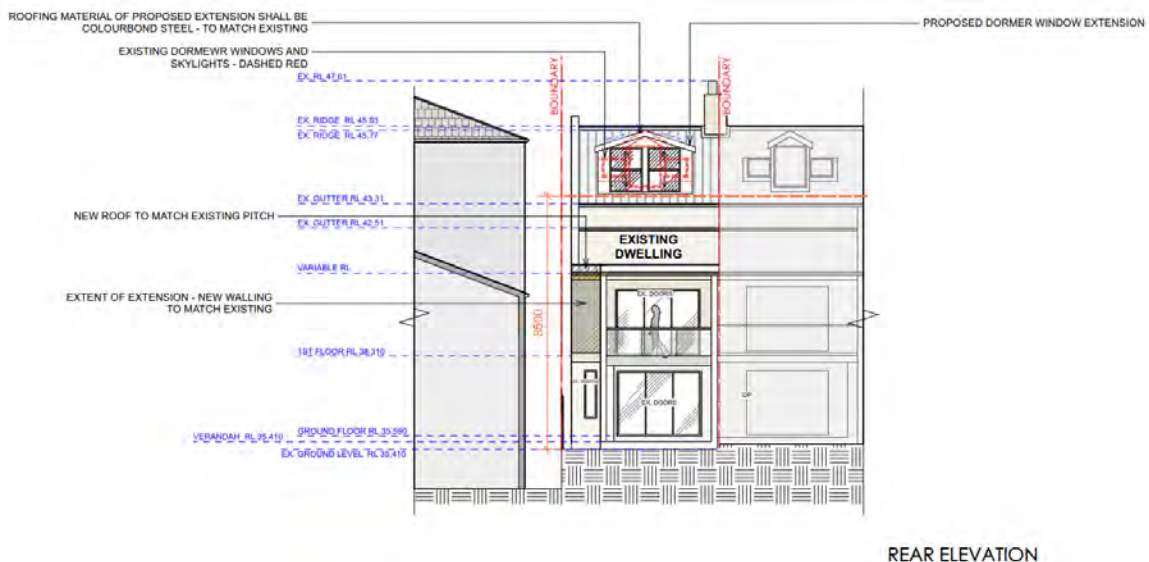 ROOFING MATERIAL OF PROPOSED EXTENSION SHALL BE
COLOURBOND STEEL - TO MATCH EXISTING
PROPOSED DORMER WINDOW EXTENSION
EXISTING DORMEWR WINDOWS AND
SKYLIGHTS - DASHED RED
BOUNDARY
BOUNDARY
EX. RL 47.61
EX. RIDGE RL
EX. RIDGE RL 45.77
EX. GUTTER RL 43.31
NEW ROOF TO MATCH EXISTING PITCH
EX. GUTTER RL 42.51
EXISTING
DWELLING
VARIABLE RL
EXTENT OF EXTENSION - NEW WALLING
TO MATCH EXISTING
EX. DOORS
8500
1ST FLOOR RL 38.310
EX. DOORS
DP
GROUND FLOOR RL 35.590
VERANDAH RL 35.410
EX. GROUND LEVEL RL 35.410
REAR ELEVATION